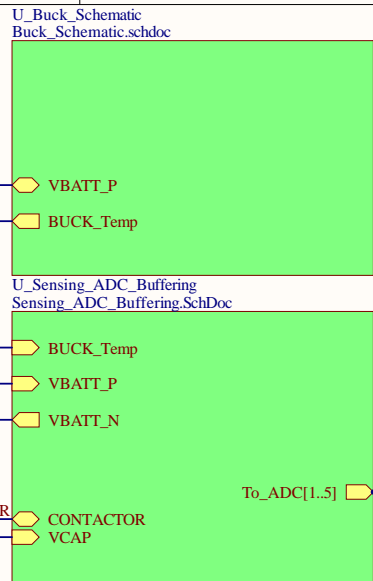 U_Buck_Schematic
Buck_Schematic.schdoc
VBATT_P
BUCK_Temp
U_Sensing_ADC_Buffering
Sensing_ADC_Buffering.SchDoc
BUCK_Temp
VBATT_P
VBATT_N
To_ADC[1..5]
R
CONTACTOR
VCAP